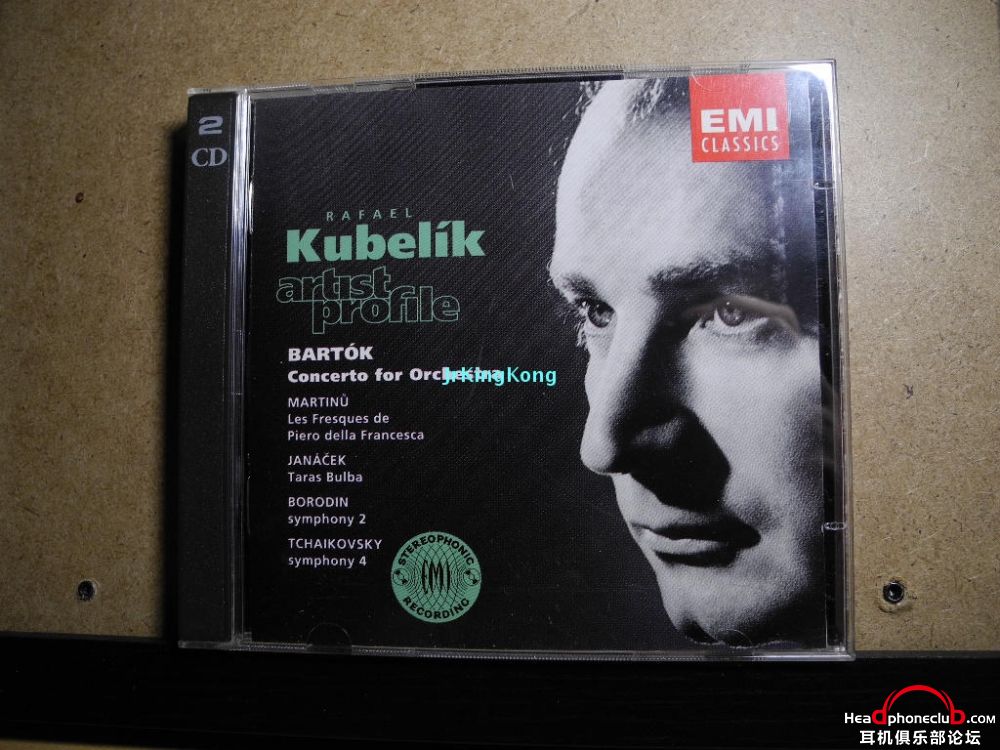 2
CD
EMI
CLASSICS
RAFAEL
Kubelík
artist
profile
BARTÓK
Concerto for Orchestra
JrKingKong
MARTINŮ
Les Fresques de
Piero della Francesca
JANÁČEK
Taras Bulba
BORODIN
symphony 2
TCHAIKOVSKY
symphony 4
STEREOPHONIC
EMI
RECORDING
Headphoneclub.com
耳机俱乐部论坛